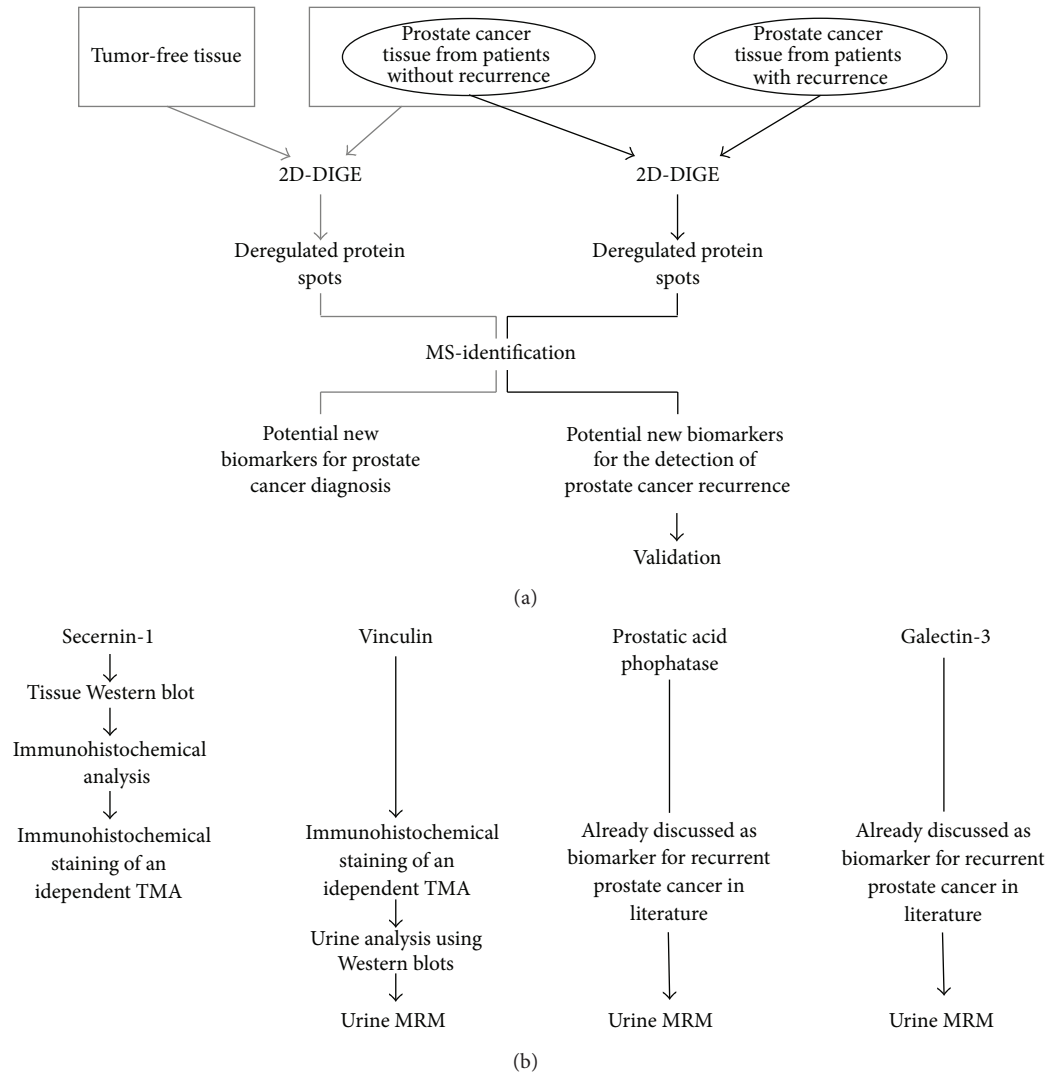 Tumor-free tissue
Prostate cancer
tissue from patients
without recurrence
Prostate cancer
tissue from patients
with recurrence
2D-DIGE
2D-DIGE
Deregulated protein
spots
Deregulated protein
spots
MS-identification
Potential new
biomarkers for prostate
cancer diagnosis
Potential new biomarkers
for the detection of
prostate cancer recurrence
Validation
(a)
Secernin-1
Tissue Western blot
Immunohistochemical
analysis
Immunohistochemical
staining of an
idependent TMA
Vinculin
Immunohistochemical
staining of an
idependent TMA
Urine analysis using
Western blots
Urine MRM
Prostatic acid
phophatase
Already discussed as
biomarker for recurrent
prostate cancer in
literature
Urine MRM
Galectin-3
Already discussed as
biomarker for recurrent
prostate cancer in
literature
Urine MRM
(b)